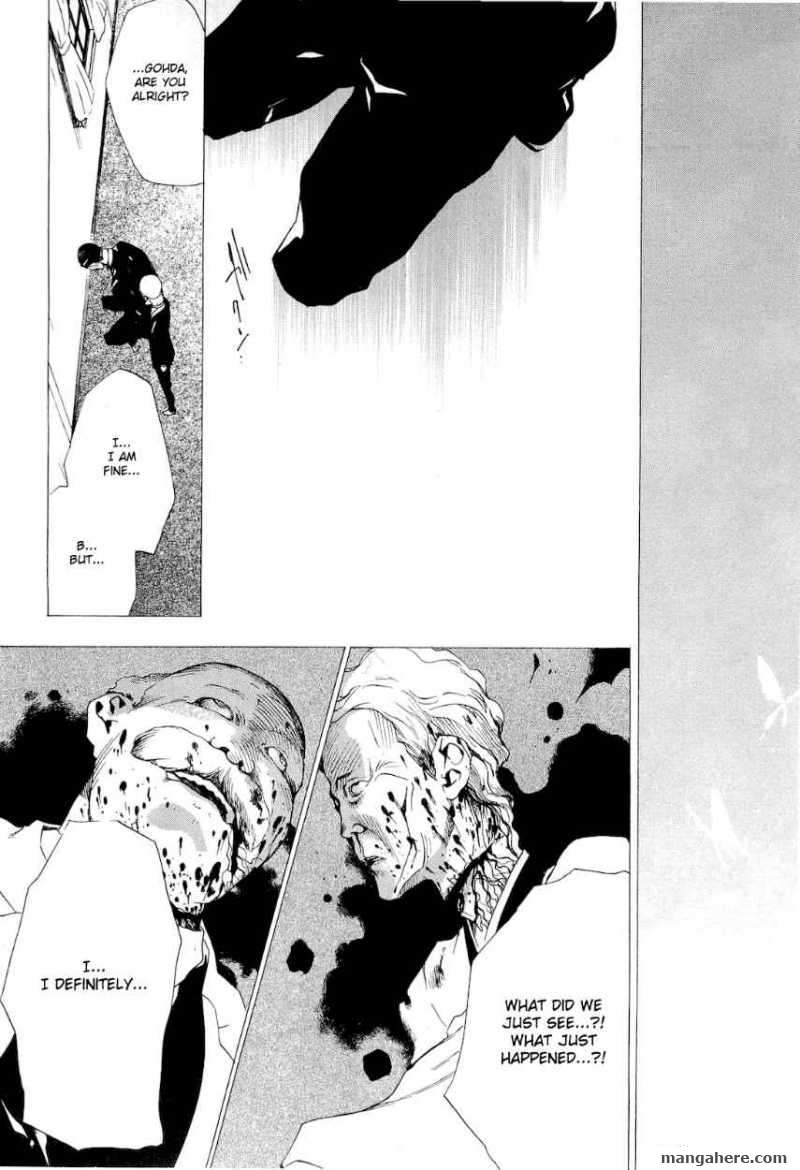 ...GOHDA,
ARE YOU
ALRIGHT?
I...
I AM
FINE...
B...
BUT...
WHAT DID WE
JUST SEE...?!
WHAT JUST
HAPPENED...?!
I...
I DEFINITELY...
mangahere.com